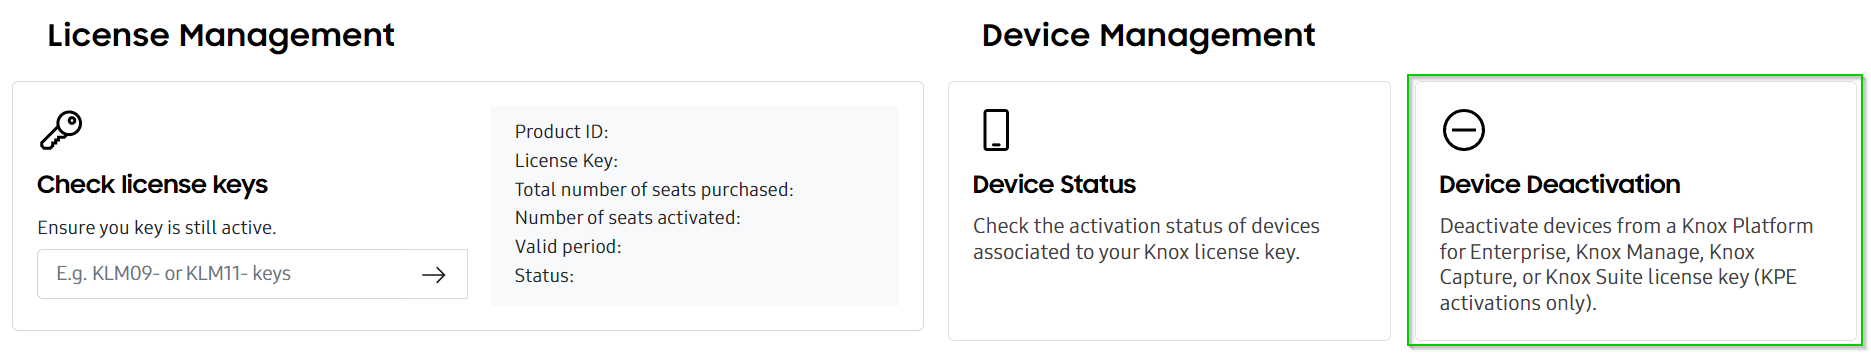 License Management
Check license keys
Ensure you key is still active.
E.g. KLM09- or KLM11- keys
Product ID:
License Key:
Total number of seats purchased:
Number of seats activated:
Valid period:
Status:
Device Management
Device Status
Check the activation status of devices
associated to your Knox license key.
Device Deactivation
Deactivate devices from a Knox Platform
for Enterprise, Knox Manage, Knox
Capture, or Knox Suite license key (KPE
activations only).